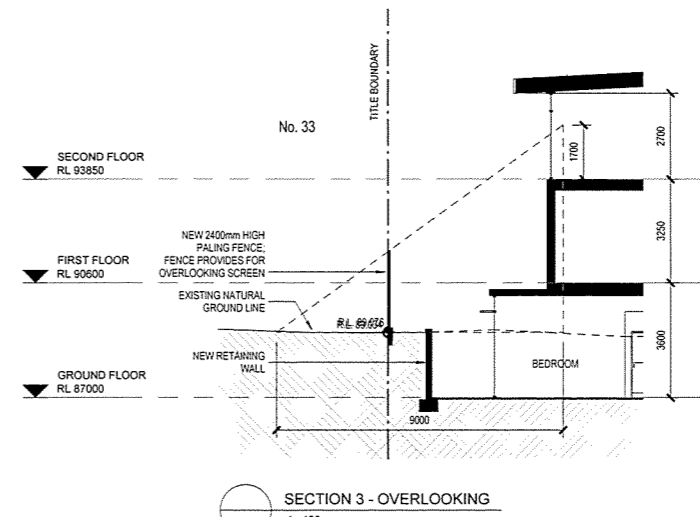 TITLE BOUNDARY
No. 33
SECOND FLOOR
RL 93850
1700
2700
NEW 2400mm HIGH
PALING FENCE;
FENCE PROVIDES FOR
OVERLOOKING SCREEN
3250
FIRST FLOOR
RL 90600
EXISTING NATURAL
GROUND LINE
NEW RETAINING
WALL
BEDROOM
3600
GROUND FLOOR
RL 87000
9000
SECTION 3 - OVERLOOKING